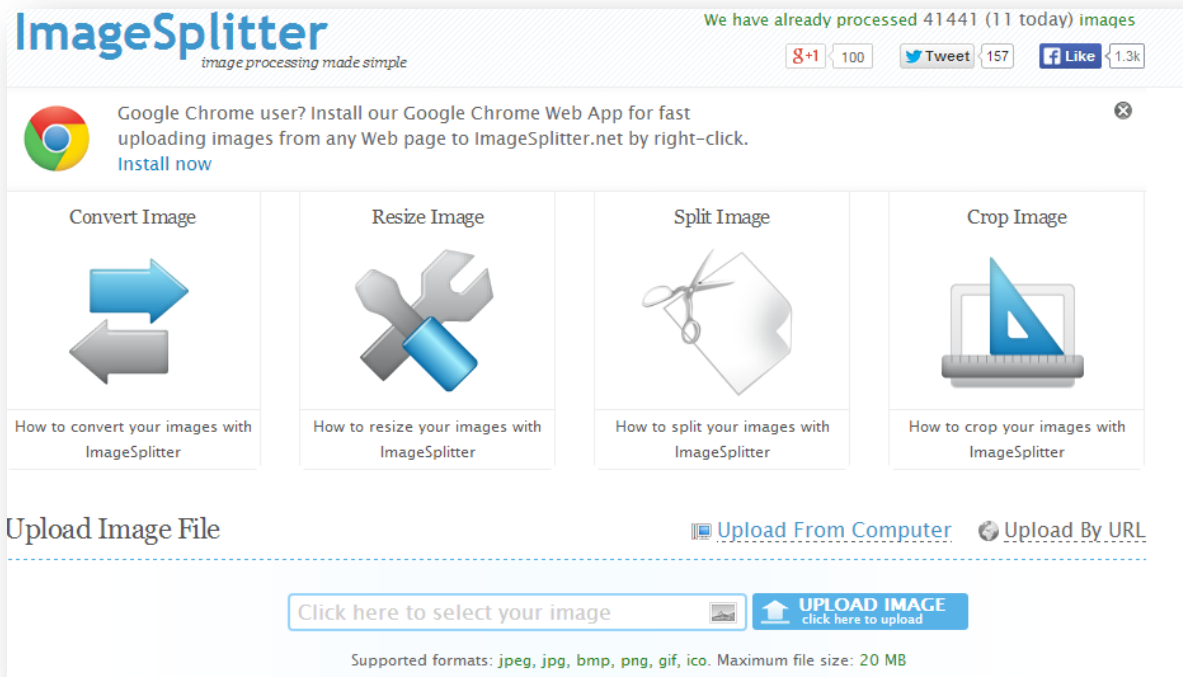 ImageSplitter
image processing made simple
We have already processed 41441 (11 today) images
g+1 100 Tweet 157 f Like 1.3k
Google Chrome user? Install our Google Chrome Web App for fast
uploading images from any Web page to ImageSplitter.net by right-click.
Install now
Convert Image
Resize Image
Split Image
Crop Image
How to convert your images with
ImageSplitter
How to resize your images with
ImageSplitter
How to split your images with
ImageSplitter
How to crop your images with
ImageSplitter
Upload Image File
Upload From Computer
Upload By URL
Click here to select your image
UPLOAD IMAGE
click here to upload
Supported formats: jpeg, jpg, bmp, png, gif, ico. Maximum file size: 20 MB